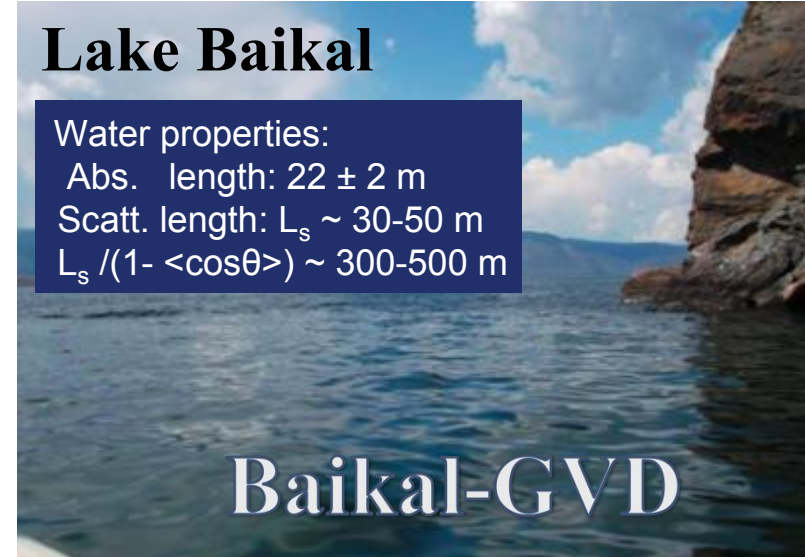 Lake Baikal
Water properties:
Abs. length: 22 ± 2 m
Scatt. length: Lₛ ~ 30-50 m
Lₛ /(1- <cosθ>) ~ 300-500 m
Baikal-GVD